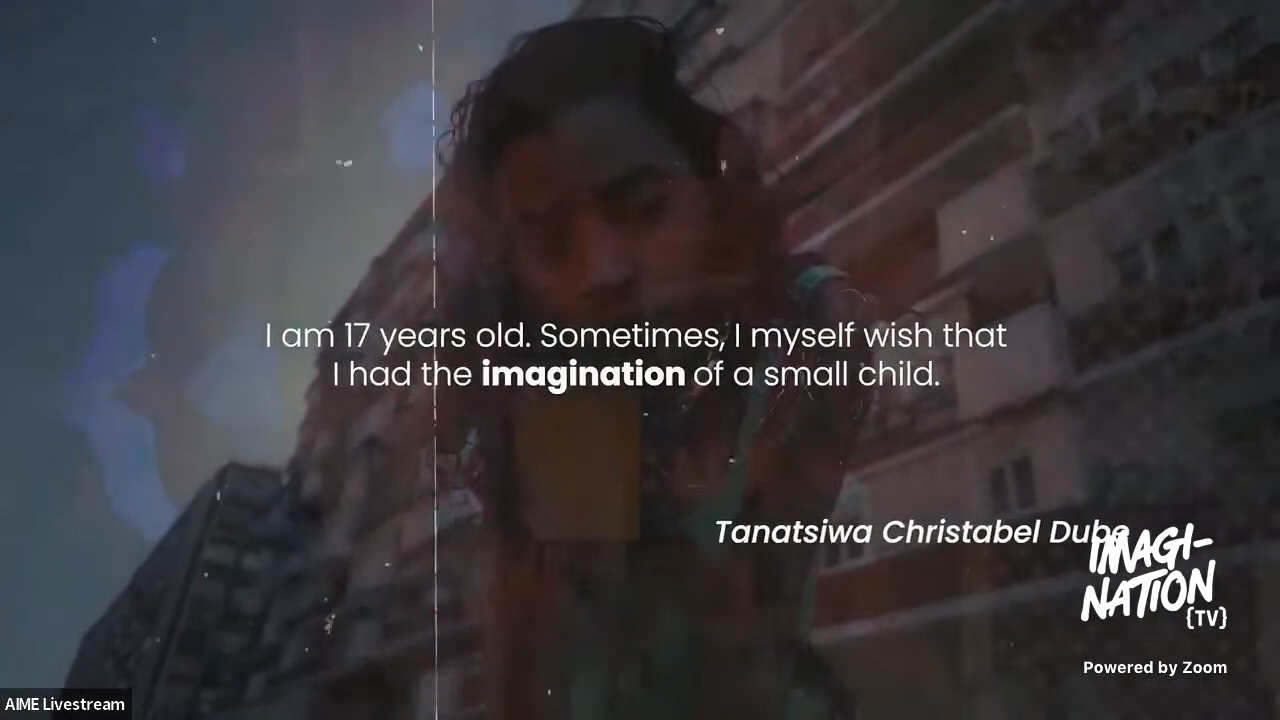 I am 17 years old. Sometimes, I myself wish that
I had the imagination of a small child.
Tanatsiwa Christabel
IMAGI-
NATION
{TV}
Powered by Zoom
AIME Livestream